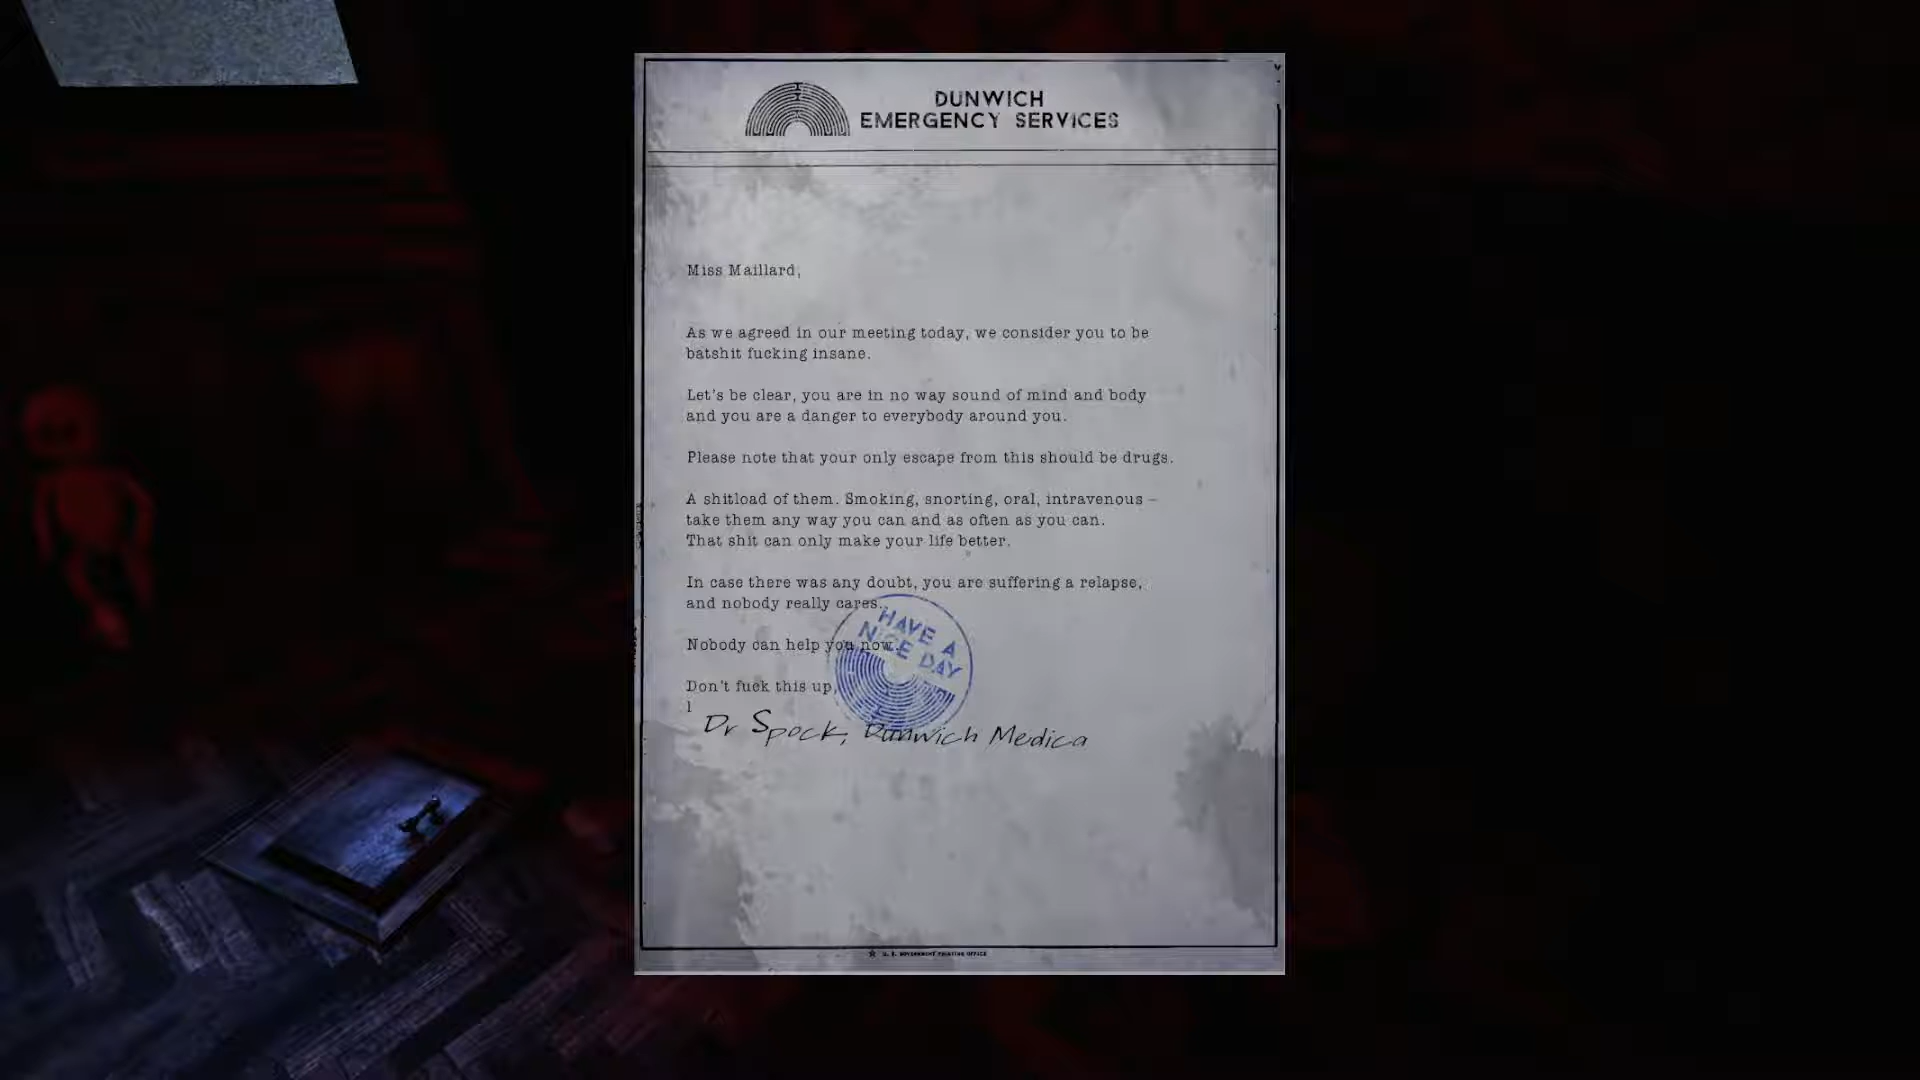 DUNWICH
EMERGENCY SERVICES
Miss Maillard,
As we agreed in our meeting today, we consider you to be
batshit fucking insane.
Let's be clear, you are in no way sound of mind and body
and you are a danger to everybody around you.
Please note that your only escape from this should be drugs.
A shitload of them. Smoking, snorting, oral, intravenous –
take them any way you can and as often as you can.
That shit can only make your life better.
In case there was any doubt, you are suffering a relapse,
and nobody really cares.
Nobody can help you now.
HAVE A
NICE DAY
Don't fuck this up,
l
Dr Spock, Dunwich Medica
U. S. GOVERNMENT PRINTING OFFICE